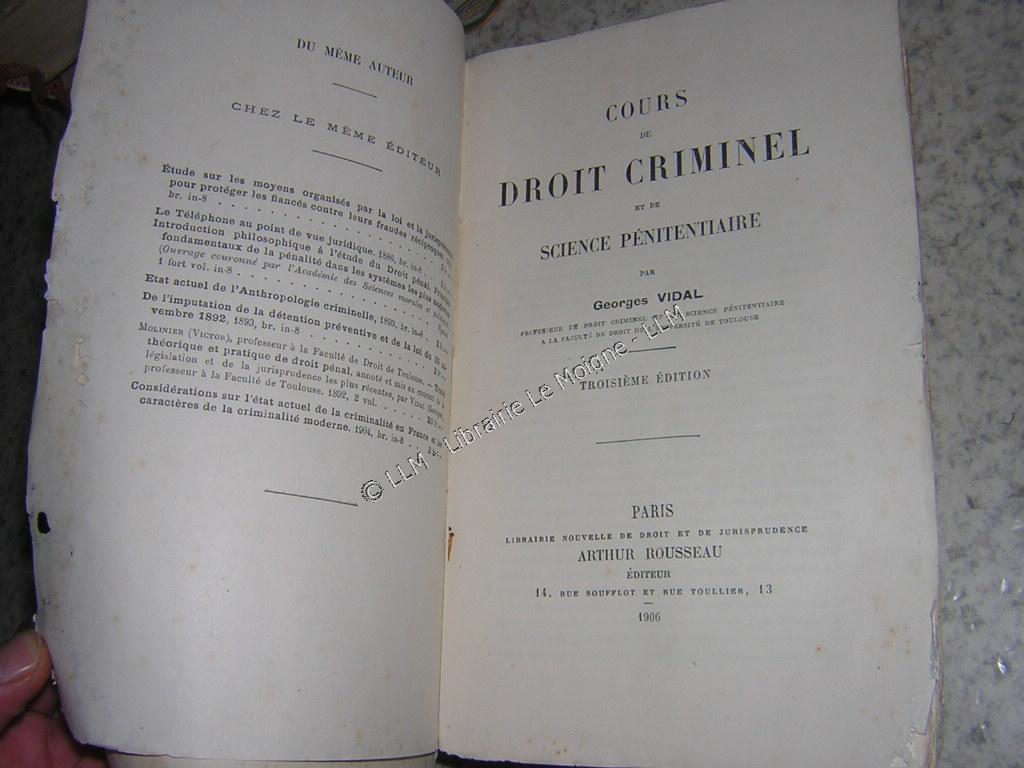 DU MÊME AUTEUR
CHEZ LE MÊME ÉDITEUR
Étude sur les moyens organisés par la loi et la
pour protéger les fiancés contre leurs fraudes
br. in-8
Le Téléphone au point de vue juridique, 1886, br. in-8
Introduction philosophique à l'étude du Droit pénal.
fondamentaux de la pénalité dans les systèmes les plus
(Ouvrage couronné par l'Académie des Sciences morales et
1 fort vol. in-8
Etat actuel de l'Anthropologie criminelle, 1893, br. in-8
De l'imputation de la détention préventive et de la loi du
vembre 1892, 1893, br. in-8
MOLINIER (VICTOR), professeur à la Faculté de Droit de Toulouse. —
théorique et pratique de droit pénal, annoté et mis au courant de la
législation et de la jurisprudence les plus récentes, par VIDAL
professeur à la Faculté de Toulouse. 1892, 2 vol.
Considérations sur l'état actuel de la criminalité en France et les
caractères de la criminalité moderne, 1904, br. in-8
COURS
DE
DROIT CRIMINEL
ET DE
SCIENCE PÉNITENTIAIRE
PAR
Georges VIDAL
PROFESSEUR DE DROIT CRIMINEL SCIENCE PÉNITENTIAIRE
A LA FACULTÉ DE DROIT DE UNIVERSITÉ DE TOULOUSE
TROISIÈME ÉDITION
PARIS
LIBRAIRIE NOUVELLE DE DROIT ET DE JURISPRUDENCE
ARTHUR ROUSSEAU
ÉDITEUR
14, RUE SOUFFLOT ET RUE TOULLIER, 13
1906
© LLM - Librairie Le Moigne - LLM